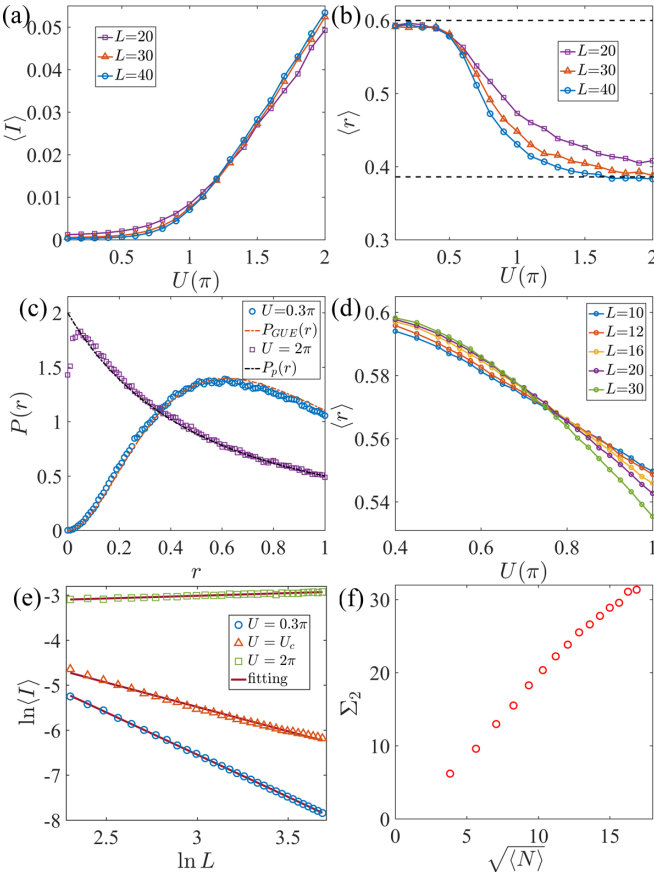 (a)
L=20
L=30
L=40
0.05
0.04
0.03
0.02
0.01
0
⟨I⟩
0.5 1 1.5 2
U(π)
(b)
L=20
L=30
L=40
0.6
0.5
0.4
0.3
⟨r⟩
0 0.5 1 1.5 2
U(π)
(c)
U=0.3π
P_{GUE}(r)
U = 2π
P_p(r)
2
1.5
1
0.5
0
P(r)
0 0.2 0.4 0.6 0.8 1
r
(d)
L=10
L=12
L=16
L=20
L=30
0.6
0.58
0.56
0.54
⟨r⟩
0.4 0.6 0.8 1
U(π)
(e)
U = 0.3π
U = U_c
U = 2π
fitting
-3
-4
-5
-6
-7
-8
ln⟨I⟩
2.5 3 3.5
ln L
(f)
30
20
10
0
Σ_2
0 5 10 15
√⟨N⟩